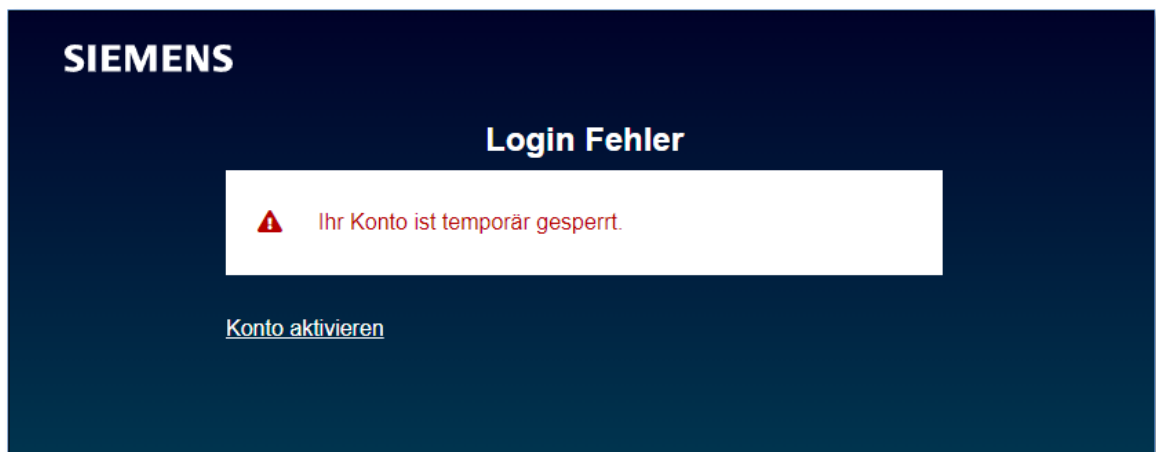 SIEMENS
Login Fehler
Ihr Konto ist temporär gesperrt.
Konto aktivieren